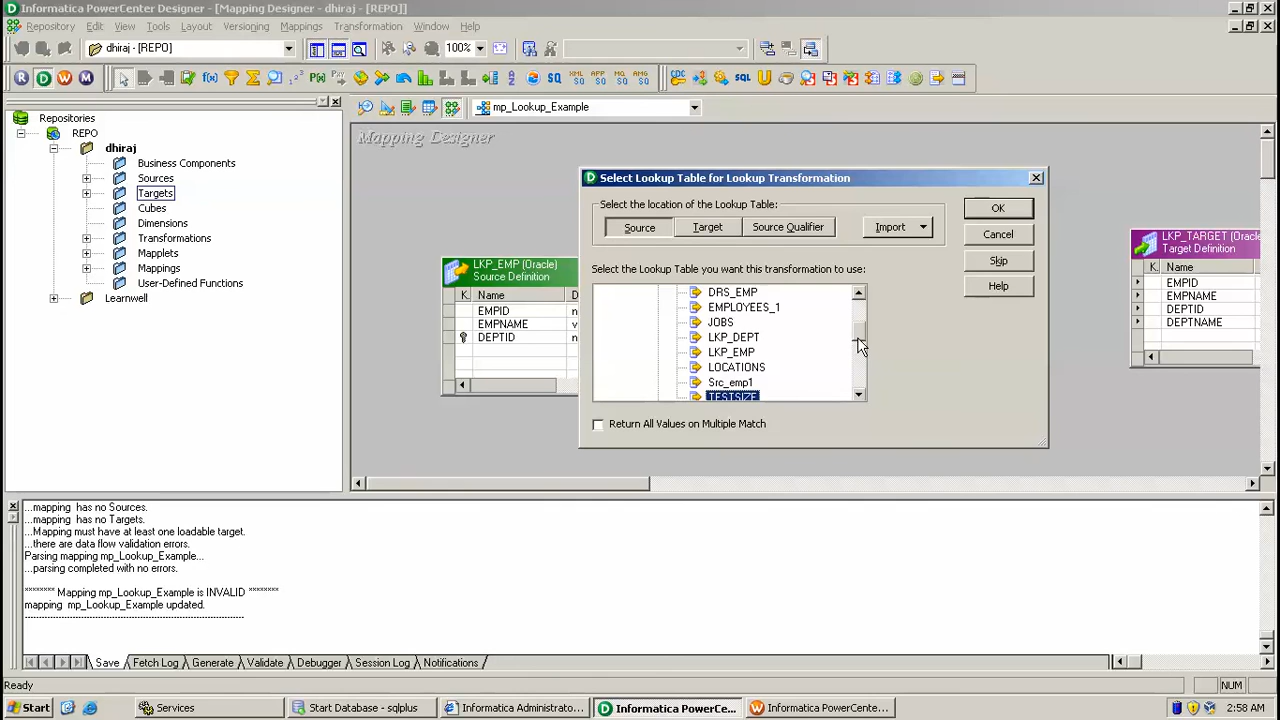 Informatica PowerCenter Designer - [Mapping Designer - dhiraj - [REPO]]
Repository Edit View Tools Layout Versioning Mappings Transformation Window Help
dhiraj - [REPO] 100%
mp_Lookup_Example
Repositories
REPO
dhiraj
Business Components
Sources
Targets
Cubes
Dimensions
Transformations
Mapplets
Mappings
User-Defined Functions
Learnwell
Mapping Designer
LKP_EMP (Oracle)
Source Definition
K. Name D
EMPID n
EMPNAME v
DEPTID n
Select Lookup Table for Lookup Transformation
Select the location of the Lookup Table:
Source Target Source Qualifier Import
Select the Lookup Table you want this transformation to use:
DRS_EMP
EMPLOYEES_1
JOBS
LKP_DEPT
LKP_EMP
LOCATIONS
Src_emp1
TESTSIZE
Return All Values on Multiple Match
OK
Cancel
Skip
Help
LKP_TARGET (Oracle
Target Definition
K. Name
EMPID
EMPNAME
DEPTID
DEPTNAME
...mapping has no Sources.
...mapping has no Targets.
...Mapping must have at least one loadable target.
...there are data flow validation errors.
Parsing mapping mp_Lookup_Example...
...parsing completed with no errors.
******** Mapping mp_Lookup_Example is INVALID ********
mapping mp_Lookup_Example updated.
Save Fetch Log Generate Validate Debugger Session Log Notifications
Ready NUM
Start Services Start Database - sqlplus Informatica Administrato... Informatica PowerCe... Informatica PowerCente... 2:58 AM